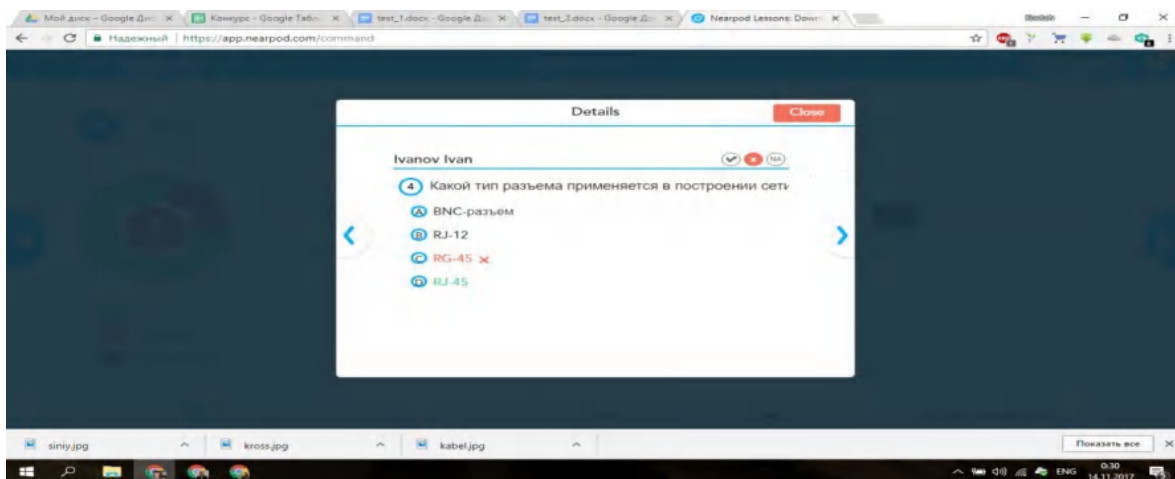 Мой диск – Google Дис
Конкурс - Google Табл
test_1.docx - Google Д
test_2.docx - Google Д
Nearpod Lessons: Down
Надежный https://app.nearpod.com/command
Details
Close
Ivanov Ivan
NA
4 Какой тип разъема применяется в построении сети
A BNC-разъем
B RJ-12
C RG-45
D RJ-45
siniy.jpg
kross.jpg
kabel.jpg
Показать все
ENG
0:30
14.11.2017